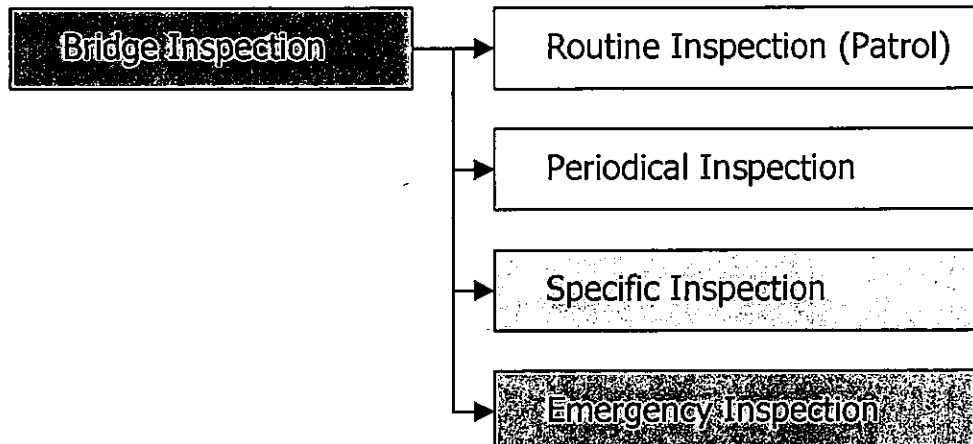 Bridge Inspection
Routine Inspection (Patrol)
Periodical Inspection
Specific Inspection
Emergency Inspection